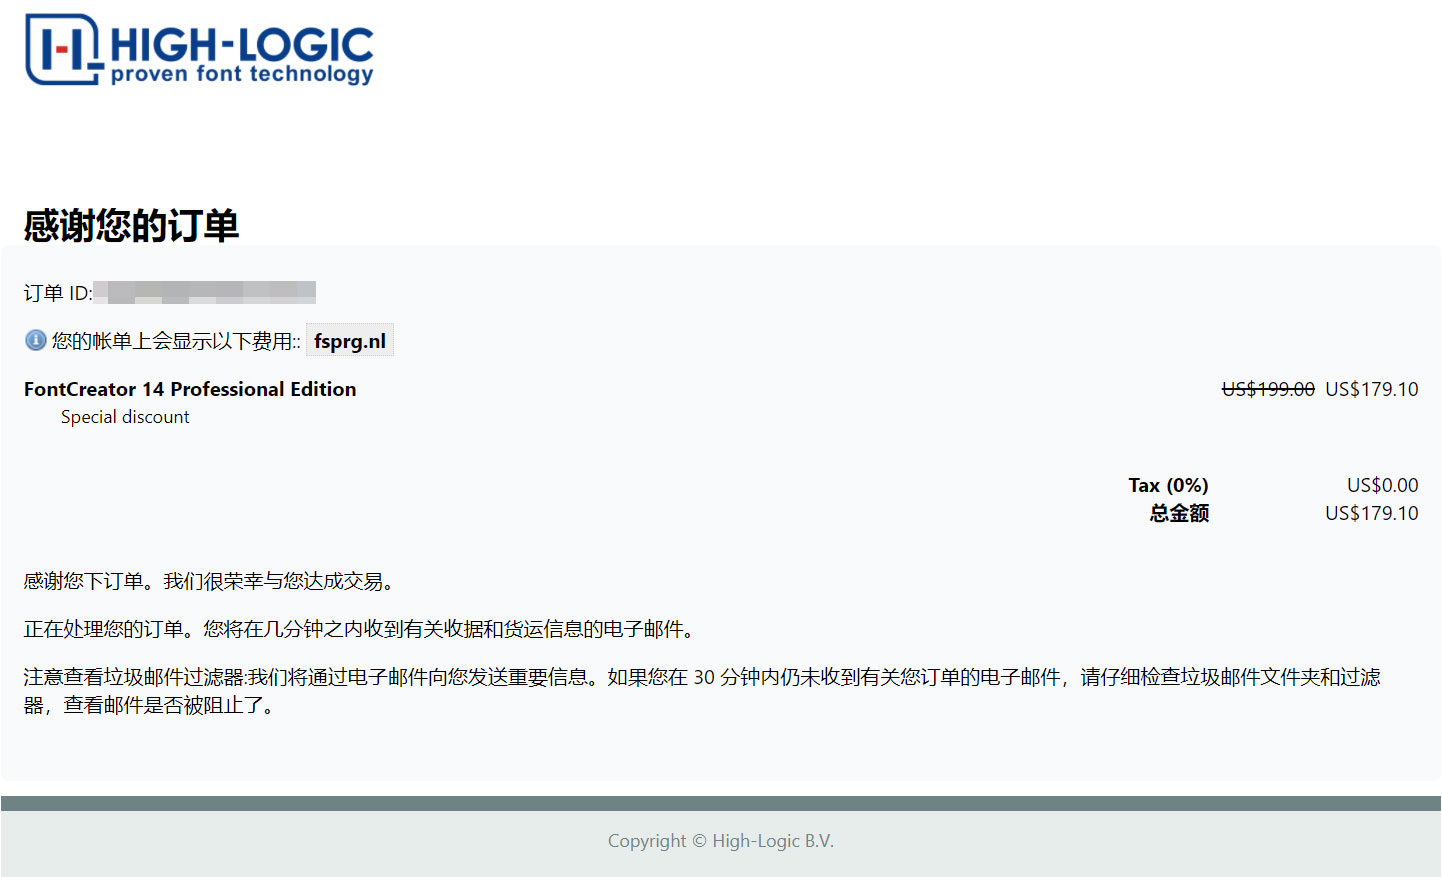 HIGH-LOGIC
proven font technology
感谢您的订单
订单 ID:
您的帐单上会显示以下费用:: fsprg.nl
FontCreator 14 Professional Edition US$199.00 US$179.10
Special discount
Tax (0%) US$0.00
总金额 US$179.10
感谢您下订单。我们很荣幸与您达成交易。
正在处理您的订单。您将在几分钟之内收到有关收据和货运信息的电子邮件。
注意查看垃圾邮件过滤器:我们将通过电子邮件向您发送重要信息。如果您在 30 分钟内仍未收到有关您订单的电子邮件，请仔细检查垃圾邮件文件夹和过滤
器，查看邮件是否被阻止了。
Copyright © High-Logic B.V.